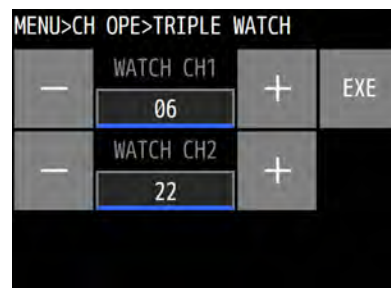 MENU>CH OPE>TRIPLE WATCH
WATCH CH1
− 06 + EXE
WATCH CH2
− 22 +